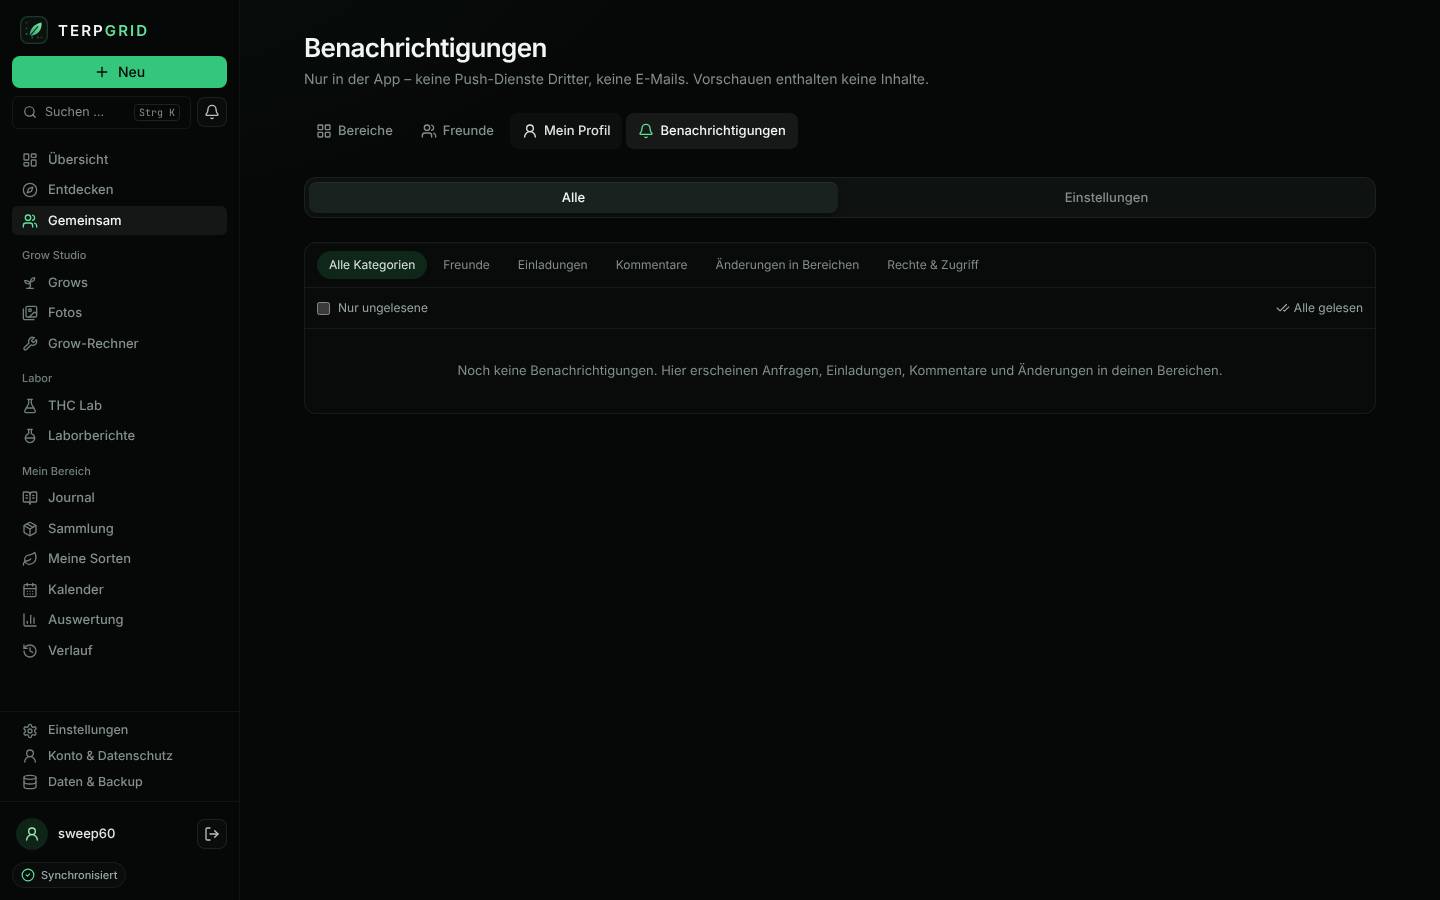 TERPGRID
Neu
Suchen ... Strg K
Übersicht
Entdecken
Gemeinsam
Grow Studio
Grows
Fotos
Grow-Rechner
Labor
THC Lab
Laborberichte
Mein Bereich
Journal
Sammlung
Meine Sorten
Kalender
Auswertung
Verlauf
Einstellungen
Konto & Datenschutz
Daten & Backup
sweep60
Synchronisiert
Benachrichtigungen
Nur in der App – keine Push-Dienste Dritter, keine E-Mails. Vorschauen enthalten keine Inhalte.
Bereiche Freunde Mein Profil Benachrichtigungen
Alle Einstellungen
Alle Kategorien Freunde Einladungen Kommentare Änderungen in Bereichen Rechte & Zugriff
Nur ungelesene Alle gelesen
Noch keine Benachrichtigungen. Hier erscheinen Anfragen, Einladungen, Kommentare und Änderungen in deinen Bereichen.